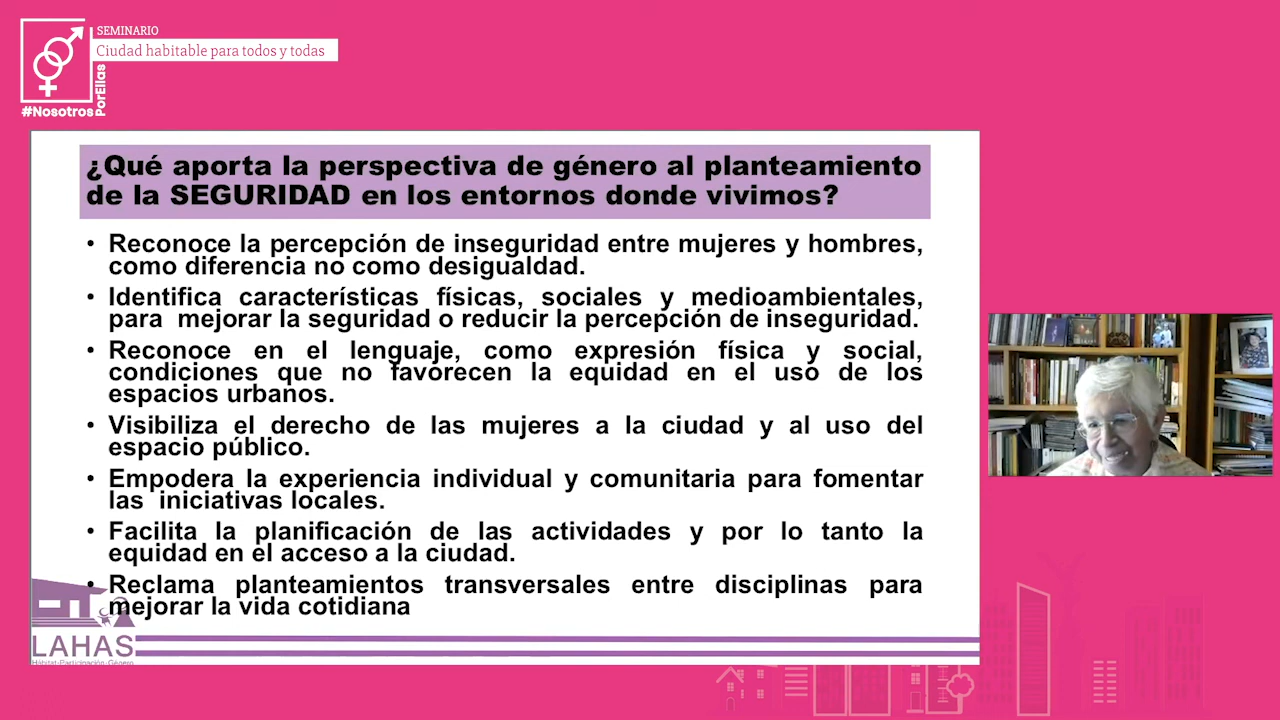 SEMINARIO
Ciudad habitable para todos y todas
#Nosotros
PorEllas
¿Qué aporta la perspectiva de género al planteamiento
de la SEGURIDAD en los entornos donde vivimos?
• Reconoce la percepción de inseguridad entre mujeres y hombres,
como diferencia no como desigualdad.
• Identifica características físicas, sociales y medioambientales,
para mejorar la seguridad o reducir la percepción de inseguridad.
• Reconoce en el lenguaje, como expresión física y social,
condiciones que no favorecen la equidad en el uso de los
espacios urbanos.
• Visibiliza el derecho de las mujeres a la ciudad y al uso del
espacio público.
• Empodera la experiencia individual y comunitaria para fomentar
las iniciativas locales.
• Facilita la planificación de las actividades y por lo tanto la
equidad en el acceso a la ciudad.
• Reclama planteamientos transversales entre disciplinas para
mejorar la vida cotidiana
LAHAS
Hábitat-Participación-Género